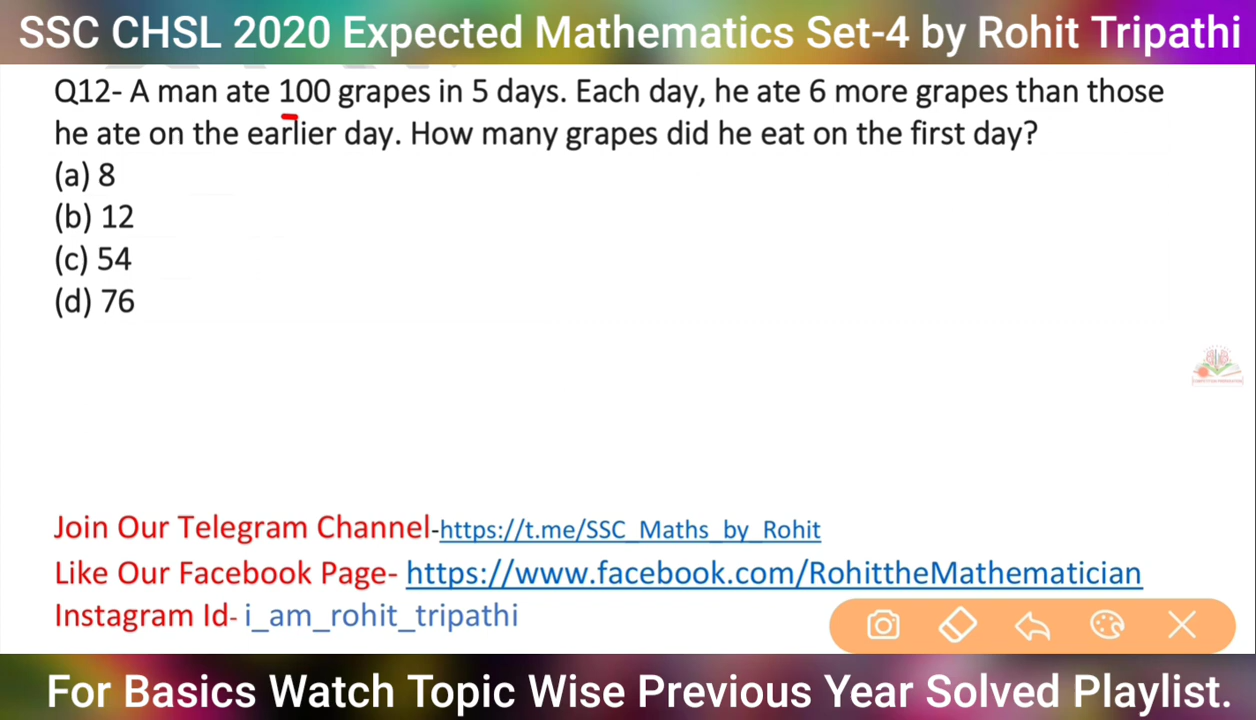 SSC CHSL 2020 Expected Mathematics Set-4 by Rohit Tripathi
Q12- A man ate 100 grapes in 5 days. Each day, he ate 6 more grapes than those
he ate on the earlier day. How many grapes did he eat on the first day?
(a) 8
(b) 12
(c) 54
(d) 76
Join Our Telegram Channel-https://t.me/SSC_Maths_by_Rohit
Like Our Facebook Page- https://www.facebook.com/RohittheMathematician
Instagram Id- i_am_rohit_tripathi
For Basics Watch Topic Wise Previous Year Solved Playlist.